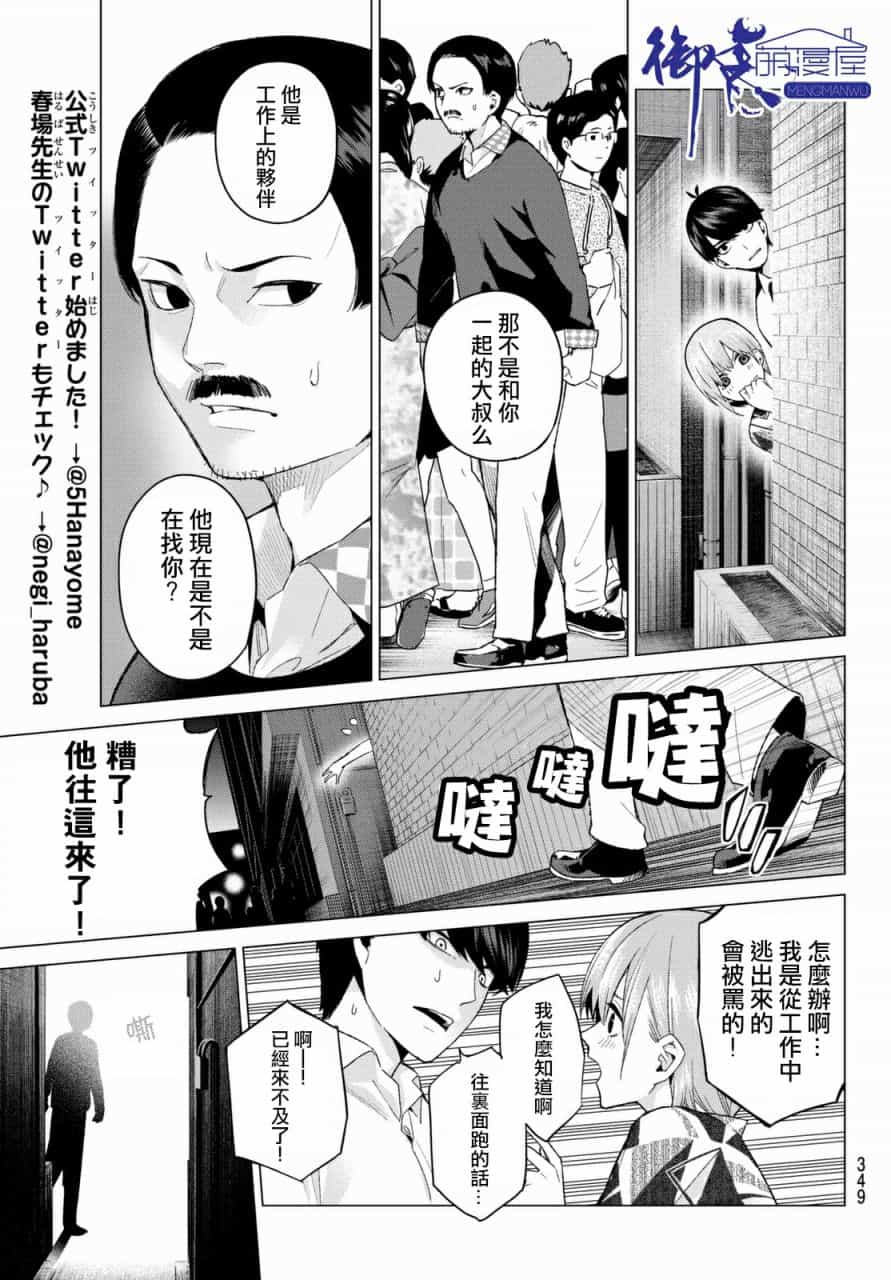 御書萌漫屋
MENGMANWU
那不是和你
一起的大叔么
他是
工作上的夥伴
他現在是不是
在找你？
公式Twitter始めました！→@5Hanayome
春場先生のTwitterもチェック♪→@negi_haruba
噠
噠
噠
糟了！
他往這來了！
怎麼辦啊…
我是從工作中
逃出來的
會被罵的！
我怎麼知道啊
往裏面跑的話…
啊—！
已經來不及了！
嘶
349